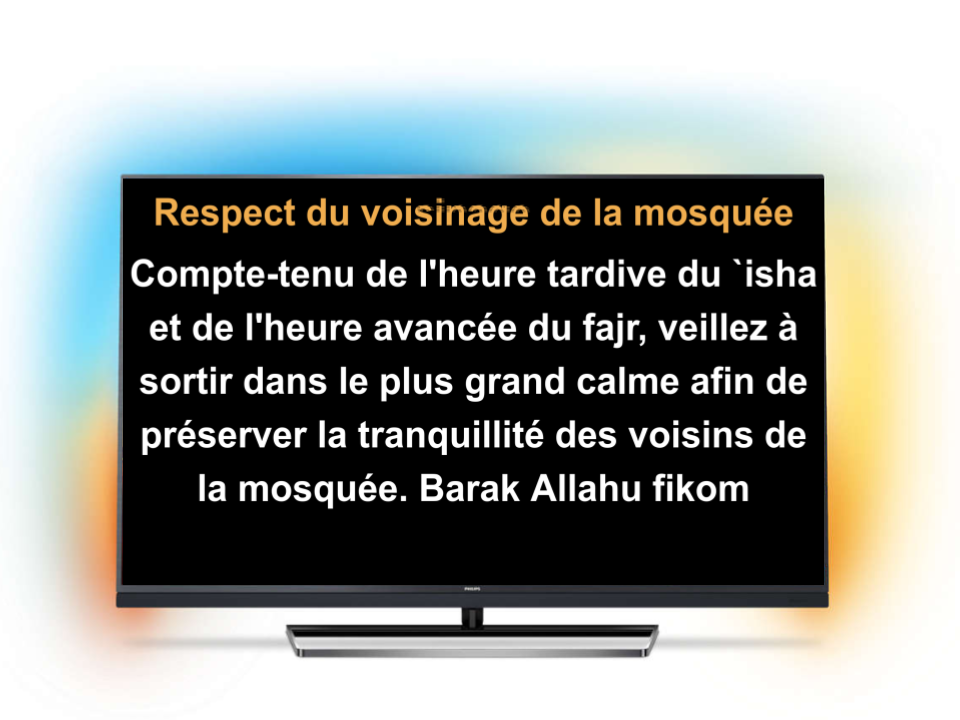 Respect du voisinage de la mosquée
Compte-tenu de l'heure tardive du `isha
et de l'heure avancée du fajr, veillez à
sortir dans le plus grand calme afin de
préserver la tranquillité des voisins de
la mosquée. Barak Allahu fikom
PHILIPS